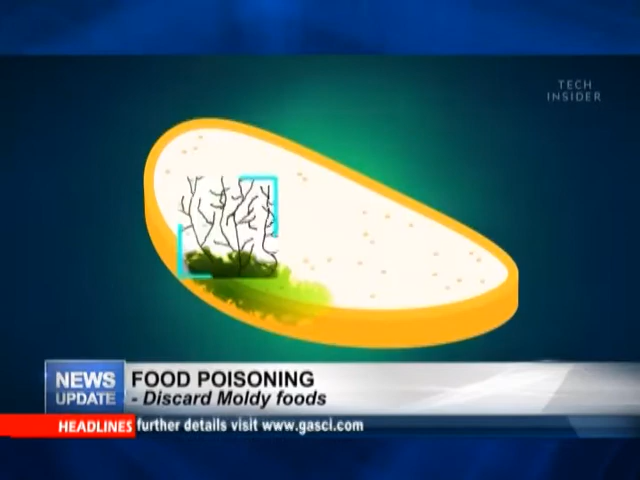 TECH
INSIDER
NEWS
UPDATE
FOOD POISONING
- Discard Moldy foods
HEADLINES
further details visit www.gasci.com